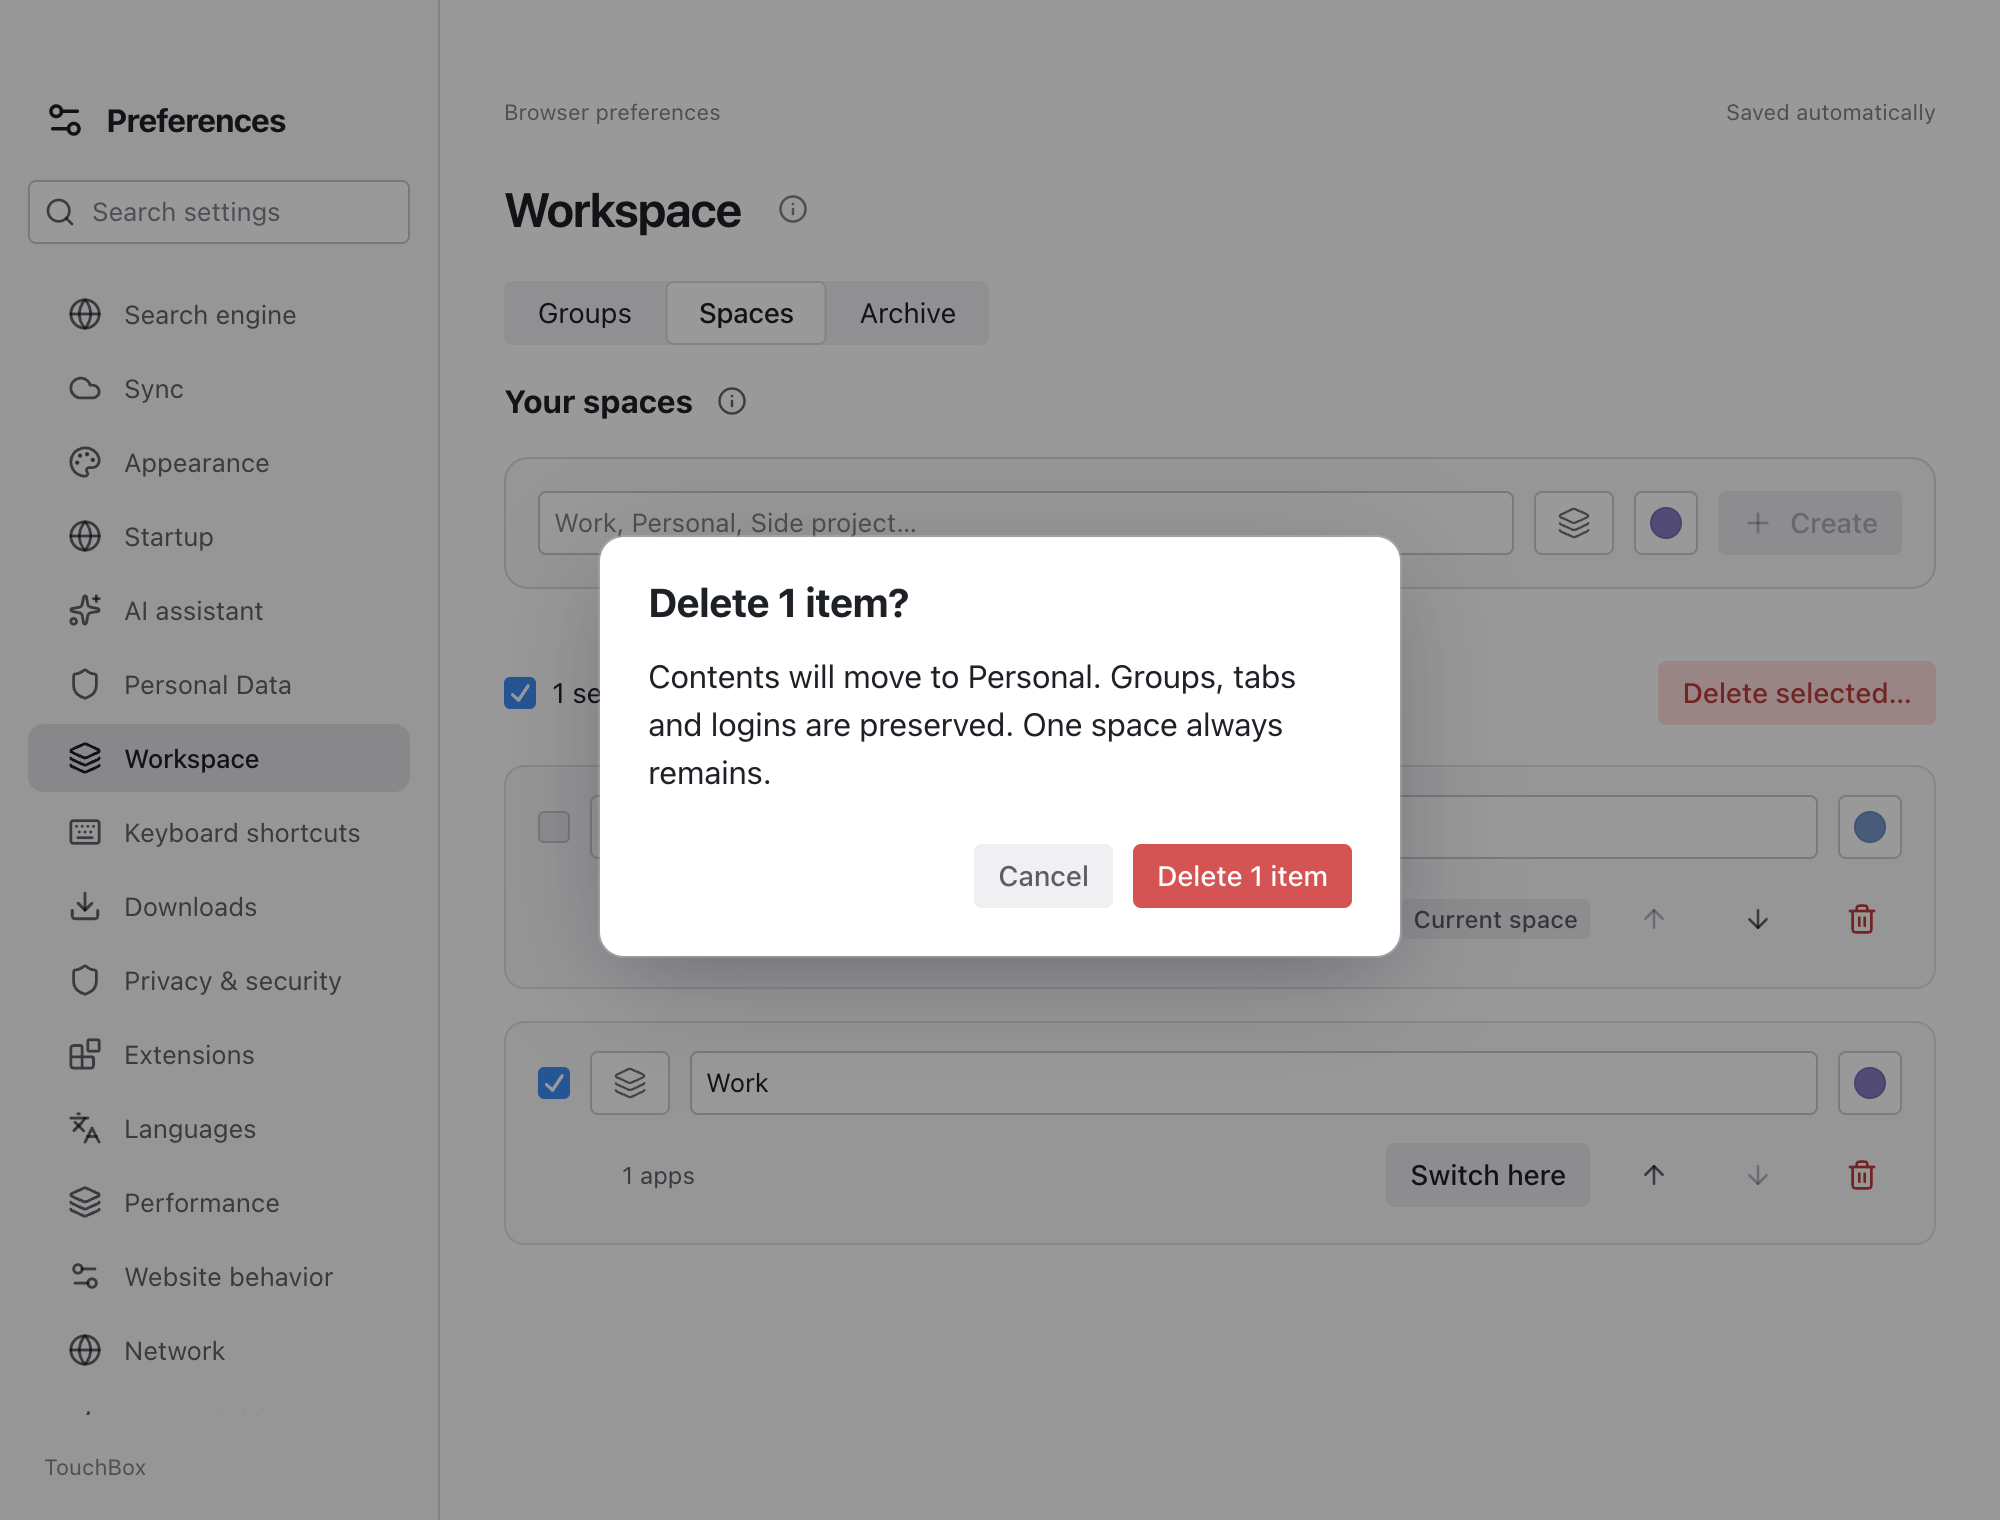 Preferences
Search settings
Search engine
Sync
Appearance
Startup
AI assistant
Personal Data
Workspace
Keyboard shortcuts
Downloads
Privacy & security
Extensions
Languages
Performance
Website behavior
Network
TouchBox
Browser preferences
Saved automatically
Workspace
Groups
Spaces
Archive
Your spaces
Work, Personal, Side project...
Create
1 se
Delete selected...
Delete 1 item?
Contents will move to Personal. Groups, tabs
and logins are preserved. One space always
remains.
Cancel
Delete 1 item
Current space
Work
1 apps
Switch here